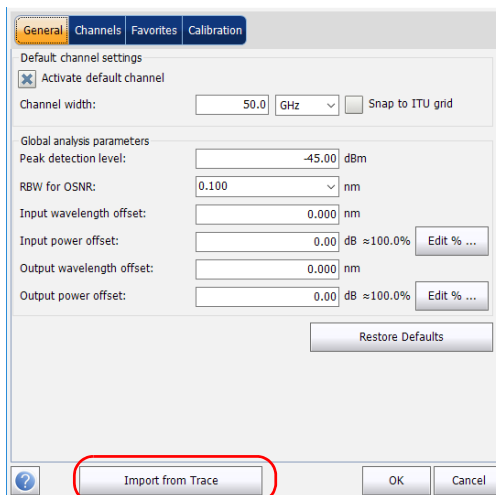 General Channels Favorites Calibration
Default channel settings
Activate default channel
Channel width: 50.0 GHz Snap to ITU grid
Global analysis parameters
Peak detection level: -45.00 dBm
RBW for OSNR: 0.100 nm
Input wavelength offset: 0.000 nm
Input power offset: 0.00 dB ≈100.0% Edit % ...
Output wavelength offset: 0.000 nm
Output power offset: 0.00 dB ≈100.0% Edit % ...
Restore Defaults
? Import from Trace OK Cancel